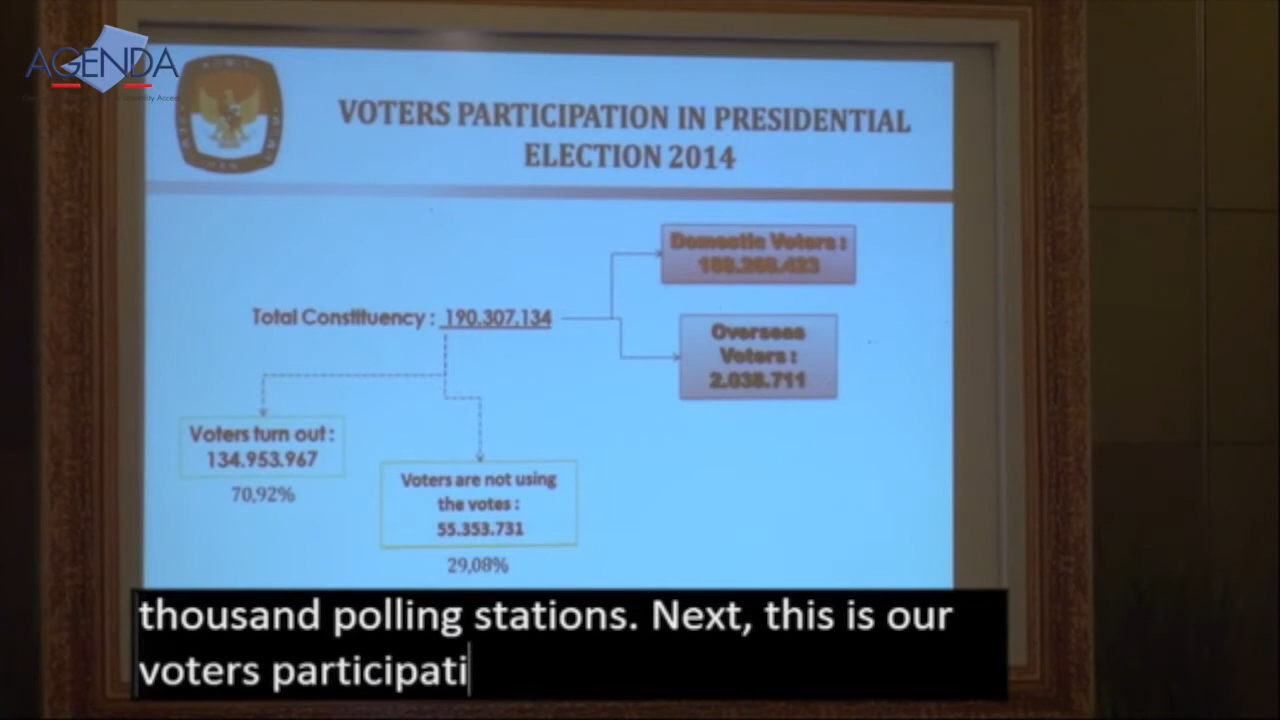 AGENDA
VOTERS PARTICIPATION IN PRESIDENTIAL
ELECTION 2014
Domestic Voters :
Total Constituency : 190.307.134
Overseas
Voters :
2.038.711
Voters turn out :
134.953.967
70,92%
Voters are not using
the votes :
55.353.731
29,08%
thousand polling stations. Next, this is our
voters participati